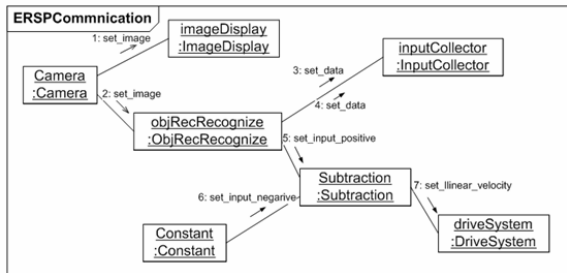 ERSPCommnication
1: set_image
imageDisplay
:ImageDisplay
inputCollector
:InputCollector
3: set_data
Camera
:Camera
2: set_image
4: set_data
objRecRecognize
:ObjRecRecognize
5: set_input_positive
Subtraction
:Subtraction
7: set_llinear_velocity
6: set_input_negarive
Constant
:Constant
driveSystem
:DriveSystem